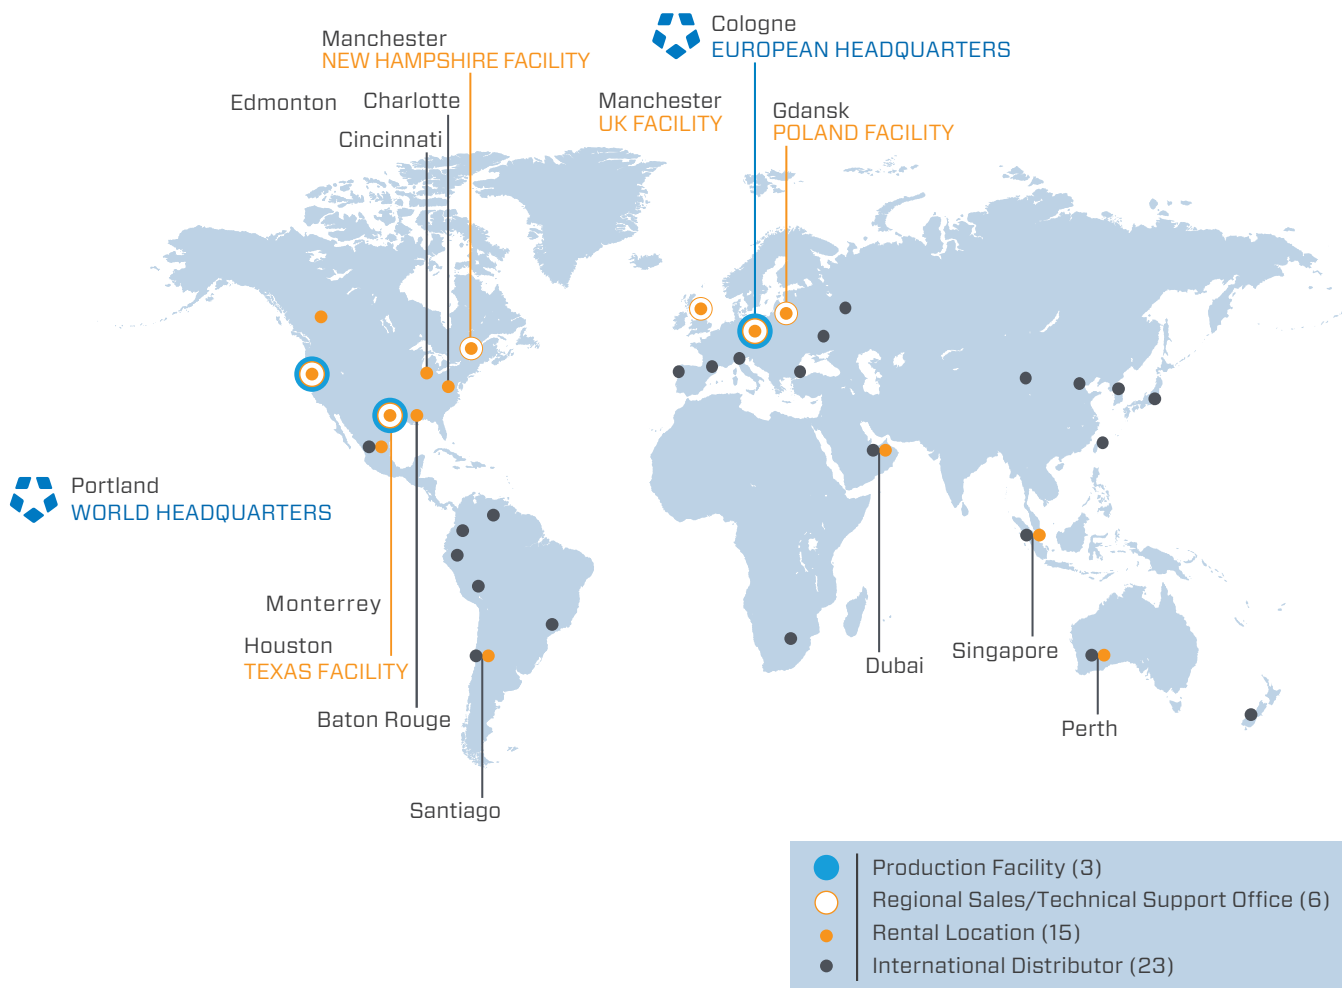 Cologne
EUROPEAN HEADQUARTERS
Manchester
NEW HAMPSHIRE FACILITY
Edmonton
Charlotte
Cincinnati
Manchester
UK FACILITY
Gdansk
POLAND FACILITY
Portland
WORLD HEADQUARTERS
Monterrey
Houston
TEXAS FACILITY
Baton Rouge
Santiago
Dubai
Singapore
Perth
Production Facility (3)
Regional Sales/Technical Support Office (6)
Rental Location (15)
International Distributor (23)